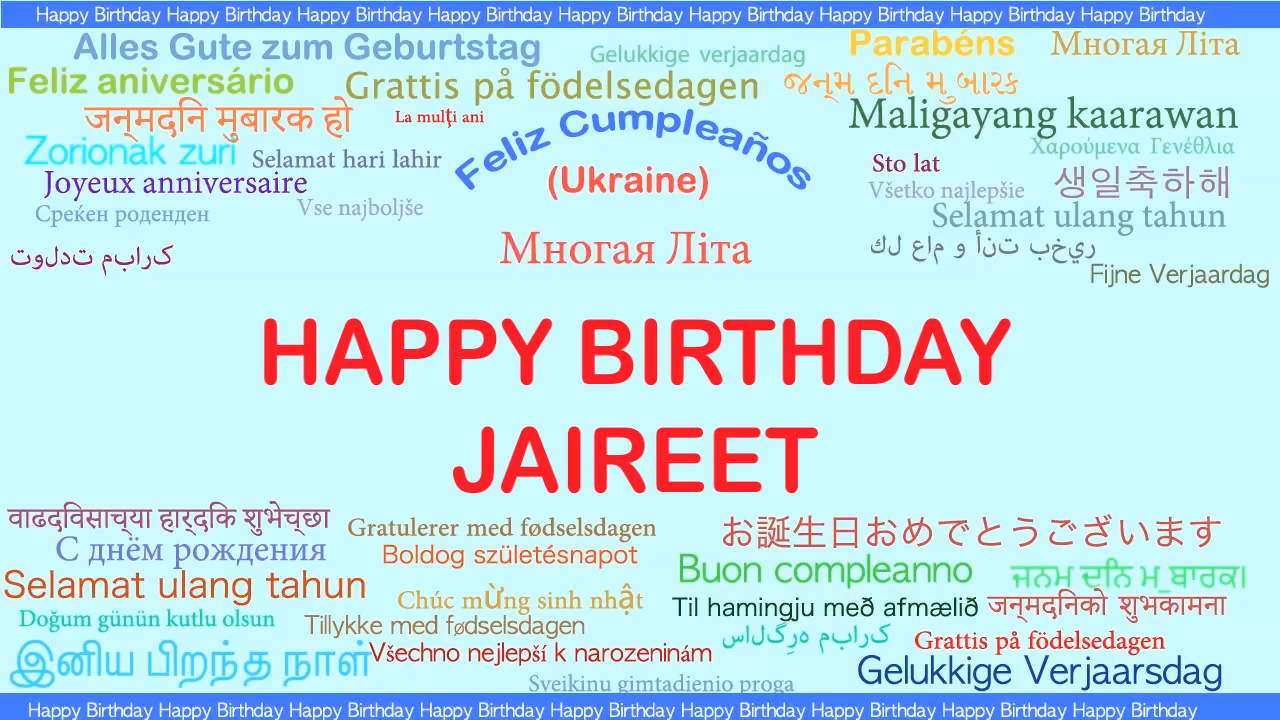 Happy Birthday Happy Birthday Happy Birthday Happy Birthday Happy Birthday Happy Birthday Happy Birthday Happy Birthday Happy Birthday
Alles Gute zum Geburtstag
Gelukkige verjaardag
Parabéns
Многая Літа
Feliz aniversário
Grattis på födelsedagen
જન્મ દિન મુ બારક
जन्मदिन मुबारक हो
La mulţi ani
Feliz Cumpleaños
Maligayang kaarawan
Zorionak zuri
Selamat hari lahir
(Ukraine)
Sto lat
Χαρούμενα Γενέθλια
Joyeux anniversaire
Všetko najlepšie
생일축하해
Среќен роденден
Vse najboljše
Selamat ulang tahun
تولدت مبارک
Многая Літа
كل عام و أنت بخير
Fijne Verjaardag
HAPPY BIRTHDAY
JAIREET
वाढदिवसाच्या हार्दिक शुभेच्छा
Gratulerer med fødselsdagen
お誕生日おめでとうございます
С днём рождения
Boldog születésnapot
Buon compleanno
ਜਨਮ ਦਿਨ ਮੁਬਾਰਕ।
Selamat ulang tahun
Chúc mừng sinh nhật
Til hamingju með afmælið
जन्मदिनको शुभकामना
Doğum günün kutlu olsun
Tillykke med fødselsdagen
سالگرہ مبارک
Grattis på födelsedagen
இனிய பிறந்த நாள்
Všechno nejlepší k narozeninám
Gelukkige Verjaarsdag
Sveikinu gimtadienio proga
Happy Birthday Happy Birthday Happy Birthday Happy Birthday Happy Birthday Happy Birthday Happy Birthday Happy Birthday Happy Birthday